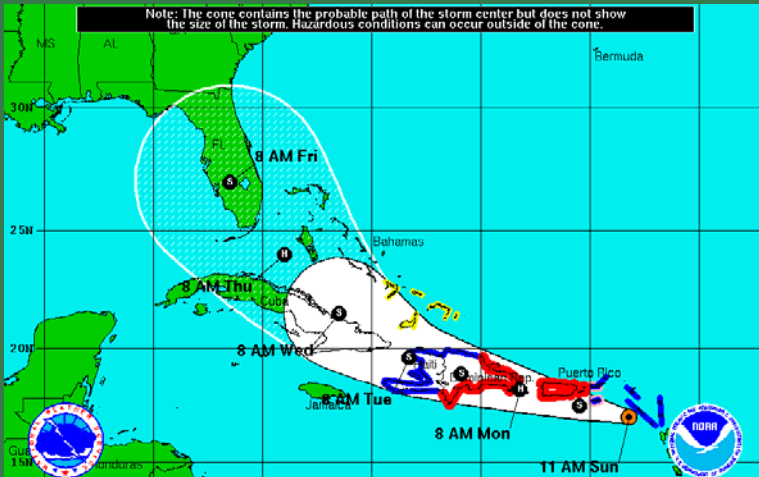 Note: The cone contains the probable path of the storm center but does not show
the size of the storm. Hazardous conditions can occur outside of the cone.
MS
AL
Bermuda
30N
FL
8 AM Fri
25N
Bahamas
H
8 AM Thu
Cuba
S
8 AM Wed
20N
S
Haiti
S
Dominican Rep.
Puerto Rico
H
S
8 AM Tue
Jamaica
8 AM Mon
NOAA
15N
Honduras
11 AM Sun
S